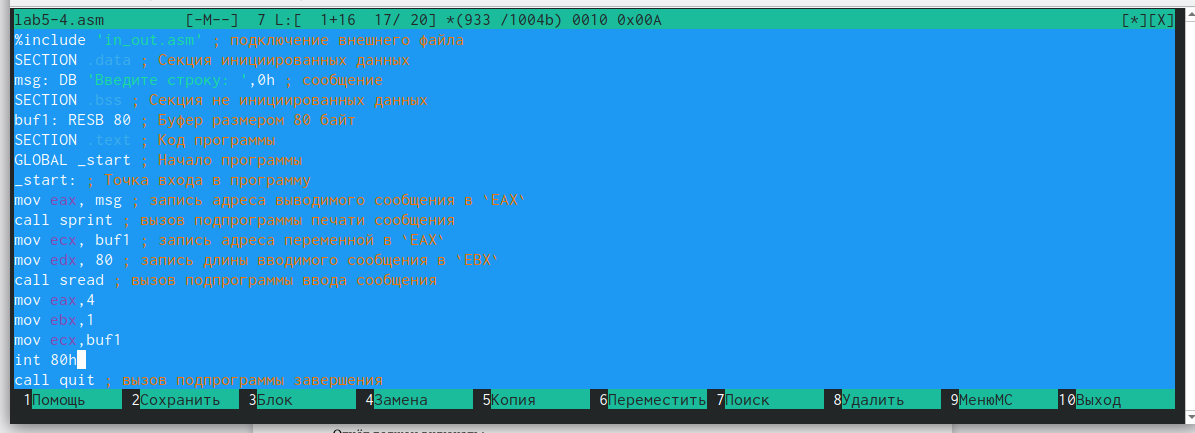 lab5-4.asm [-M--] 7 L:[ 1+16 17/ 20] *(933 /1004b) 0010 0x00A [*][X]
%include 'in_out.asm' ; подключение внешнего файла
SECTION .data ; Секция инициированных данных
msg: DB 'Введите строку: ',0h ; сообщение
SECTION .bss ; Секция не инициированных данных
buf1: RESB 80 ; Буфер размером 80 байт
SECTION .text ; Код программы
GLOBAL _start ; Начало программы
_start: ; Точка входа в программу
mov eax, msg ; запись адреса выводимого сообщения в `EAX`
call sprint ; вызов подпрограммы печати сообщения
mov ecx, buf1 ; запись адреса переменной в `EAX`
mov edx, 80 ; запись длины вводимого сообщения в `EBX`
call sread ; вызов подпрограммы ввода сообщения
mov eax,4
mov ebx,1
mov ecx,buf1
int 80h
call quit ; вызов подпрограммы завершения
1Помощь 2Сохранить 3Блок 4Замена 5Копия 6Переместить 7Поиск 8Удалить 9МенюМС 10Выход